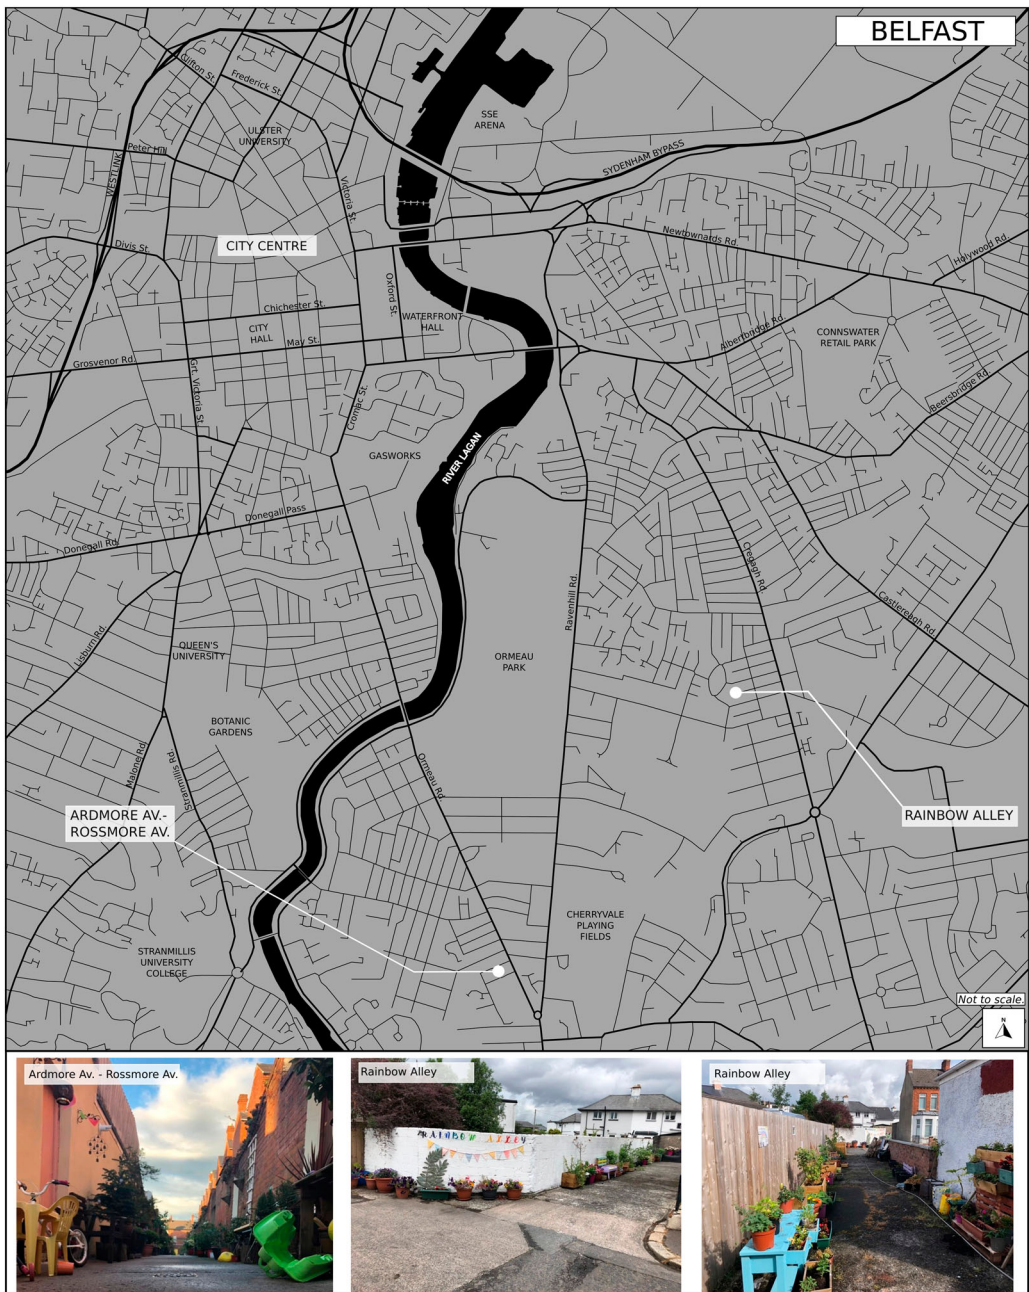 BELFAST
SSE
ARENA
Clifton St.
Frederick St.
ULSTER
UNIVERSITY
Peter Hill
WESTLINK
SYDENHAM BYPASS
Victoria St.
Divis St.
CITY CENTRE
Newtownards Rd.
Holywood Rd.
Oxford St.
Chichester St.
WATERFRONT
HALL
CITY
HALL
May St.
Albertbridge Rd.
CONNSWATER
RETAIL PARK
Grosvenor Rd.
Grt. Victoria St.
Cromac St.
Beersbridge Rd.
GASWORKS
RIVER LAGAN
Donegall Pass
Donegall Rd.
Cregagh Rd.
Ravenhill Rd.
Castlereagh Rd.
Lisburn Rd.
QUEEN'S
UNIVERSITY
ORMEAU
PARK
BOTANIC
GARDENS
Malone Rd.
Stranmillis Rd.
Ormeau Rd.
ARDMORE AV.-
ROSSMORE AV.
RAINBOW ALLEY
CHERRYVALE
PLAYING
FIELDS
STRANMILLIS
UNIVERSITY
COLLEGE
Not to scale.
N
Ardmore Av. - Rossmore Av.
Rainbow Alley
RAINBOW ALLEY
Rainbow Alley